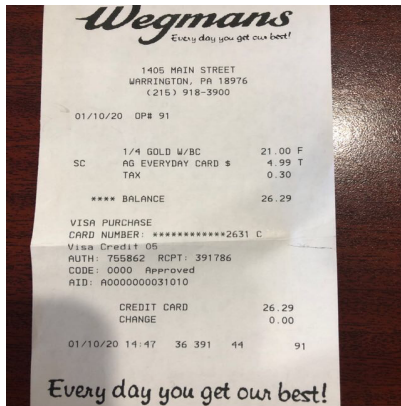 Wegmans
Every day you get our best!
1405 MAIN STREET
WARRINGTON, PA 18976
(215) 918-3900
01/10/20 OP# 91
1/4 GOLD W/BC 21.00 F
SC AG EVERYDAY CARD $ 4.99 T
TAX 0.30
**** BALANCE 26.29
VISA PURCHASE
CARD NUMBER: ************2631 C
Visa Credit 05
AUTH: 755862 RCPT: 391786
CODE: 0000 Approved
AID: A0000000031010
CREDIT CARD 26.29
CHANGE 0.00
01/10/20 14:47 36 391 44 91
Every day you get our best!